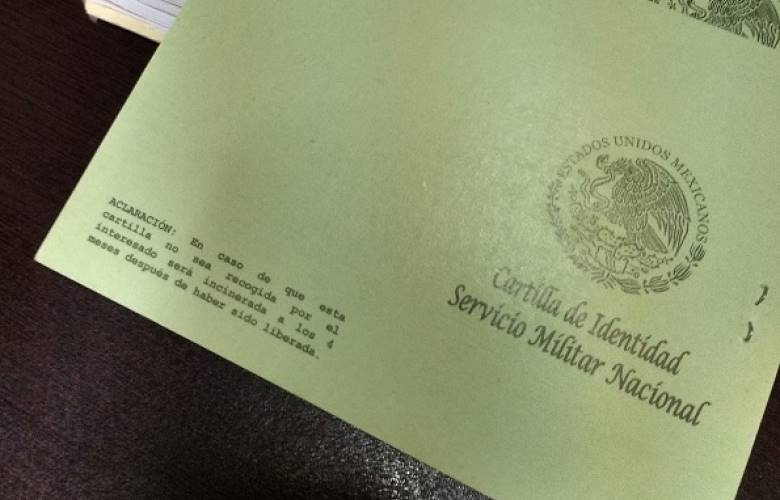 ESTADOS UNIDOS MEXICANOS
Cartilla de Identidad
Servicio Militar Nacional
ACLARACIÓN: En caso de que esta
cartilla no sea recogida por el
interesado será incinerada a los 4
meses después de haber sido liberada.